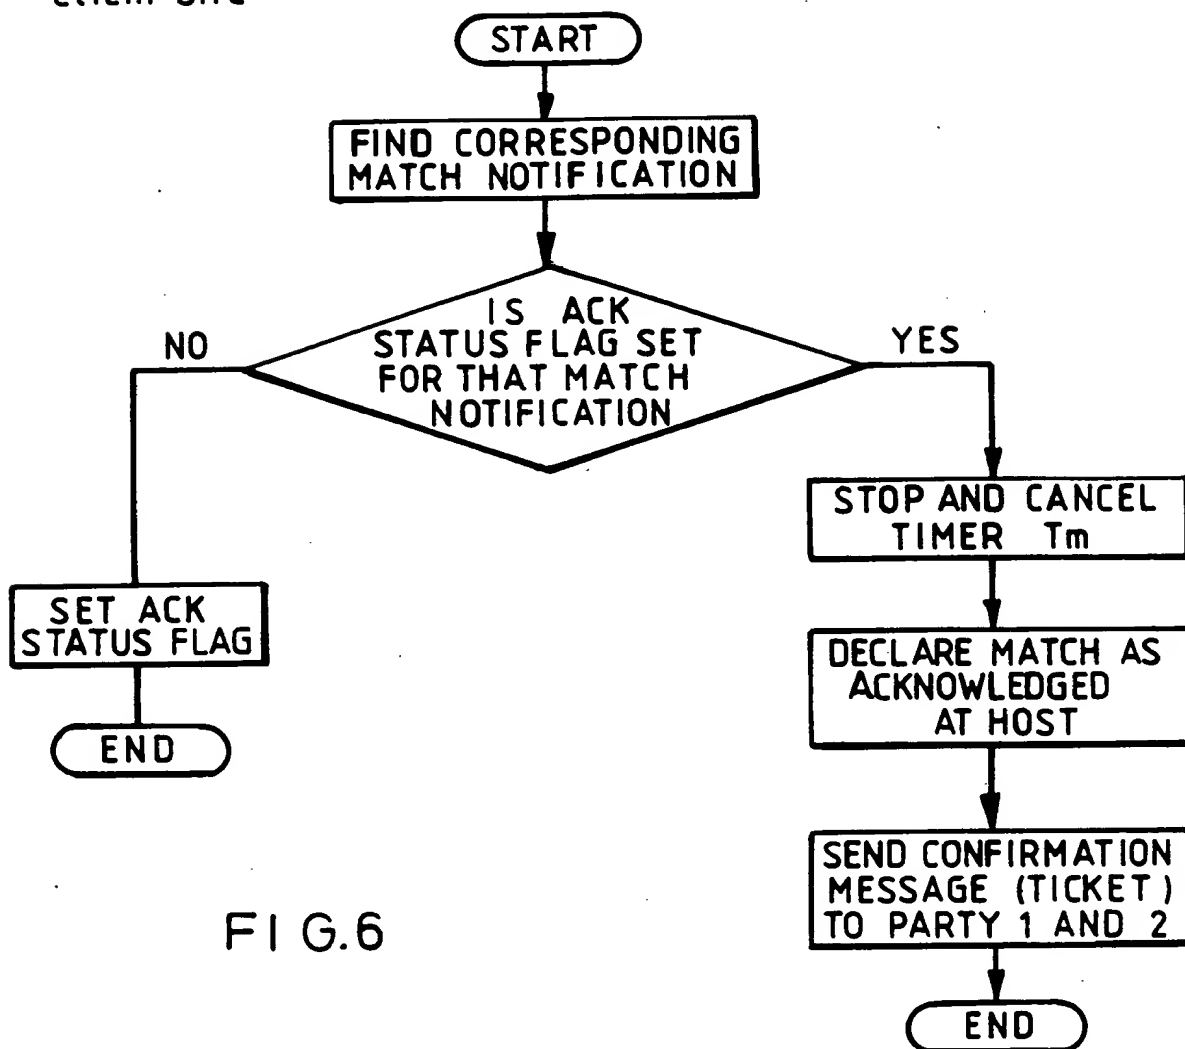 START
FIND CORRESPONDING
MATCH NOTIFICATION
IS ACK
STATUS FLAG SET
FOR THAT MATCH
NOTIFICATION
NO
YES
SET ACK
STATUS FLAG
END
STOP AND CANCEL
TIMER Tm
DECLARE MATCH AS
ACKNOWLEDGED
AT HOST
SEND CONFIRMATION
MESSAGE (TICKET)
TO PARTY 1 AND 2
END
FIG.6